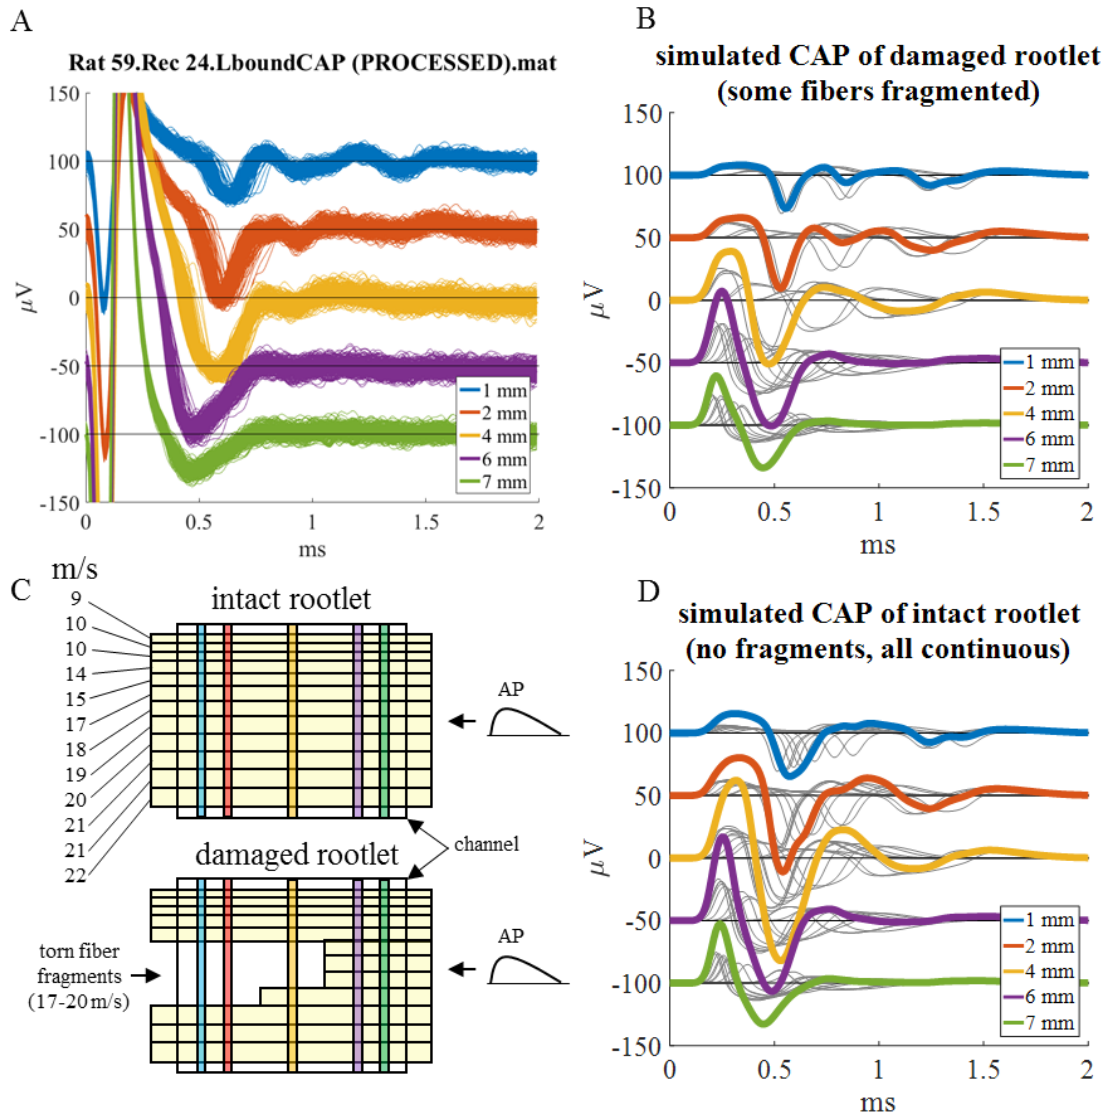 A
Rat 59.Rec 24.LboundCAP (PROCESSED).mat
150
100
50
0
-50
-100
-150
μV
0
0.5
1
1.5
2
ms
1 mm
2 mm
4 mm
6 mm
7 mm
B
simulated CAP of damaged rootlet
(some fibers fragmented)
150
100
50
0
-50
-100
-150
μV
0
0.5
1
1.5
2
ms
1 mm
2 mm
4 mm
6 mm
7 mm
C
m/s
9
10
10
14
15
17
18
19
20
21
21
22
intact rootlet
AP
channel
damaged rootlet
torn fiber
fragments
(17-20 m/s)
AP
D
simulated CAP of intact rootlet
(no fragments, all continuous)
150
100
50
0
-50
-100
-150
μV
0
0.5
1
1.5
2
ms
1 mm
2 mm
4 mm
6 mm
7 mm